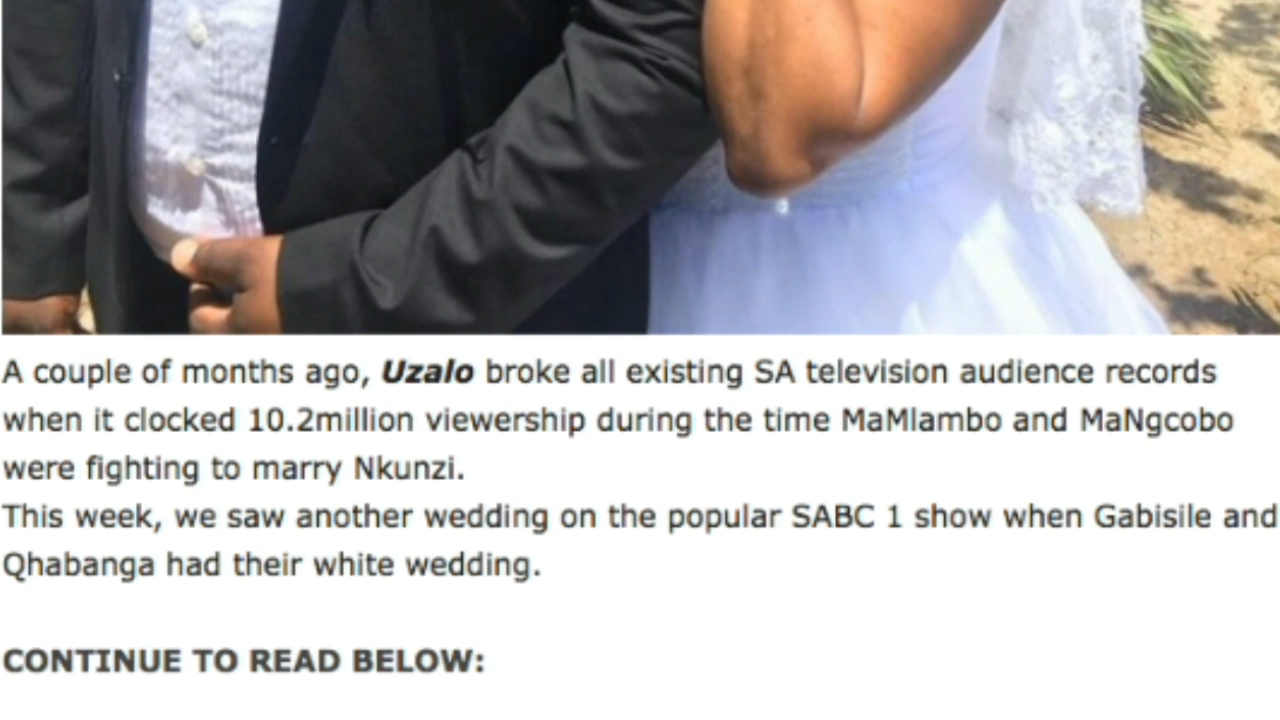 A couple of months ago, Uzalo broke all existing SA television audience records
when it clocked 10.2million viewership during the time MaMlambo and MaNgcobo
were fighting to marry Nkunzi.
This week, we saw another wedding on the popular SABC 1 show when Gabisile and
Qhabanga had their white wedding.
CONTINUE TO READ BELOW: